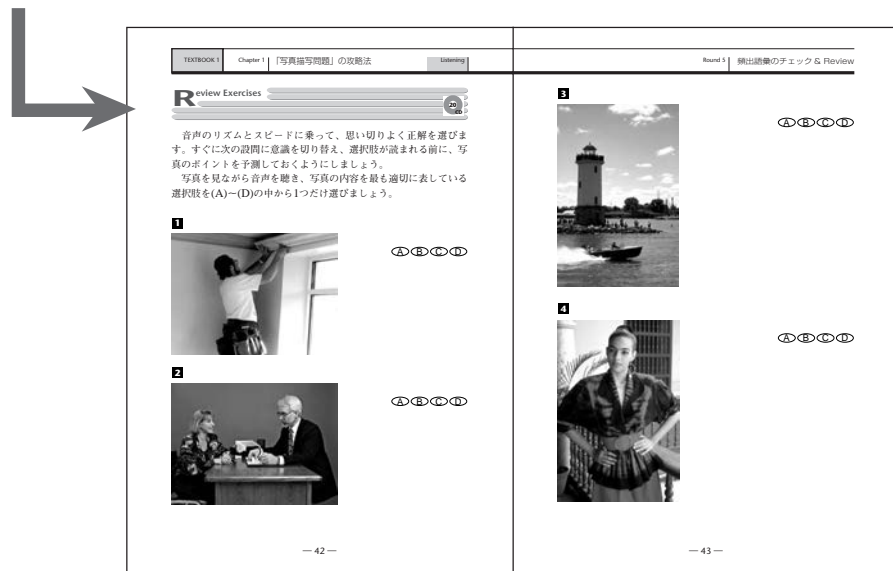 TEXTBOOK 1 Chapter 1 「写真描写問題」の攻略法 Listening
Review Exercises
20
CD
音声のリズムとスピードに乗って、思い切りよく正解を選びま
す。すぐに次の設問に意識を切り替え、選択肢が読まれる前に、写
真のポイントを予測しておくようにしましょう。
写真を見ながら音声を聴き、写真の内容を最も適切に表している
選択肢を(A)〜(D)の中から1つだけ選びましょう。
1
A B C D
2
A B C D
— 42 —
Round 5 頻出語彙のチェック & Review
3
A B C D
4
A B C D
— 43 —